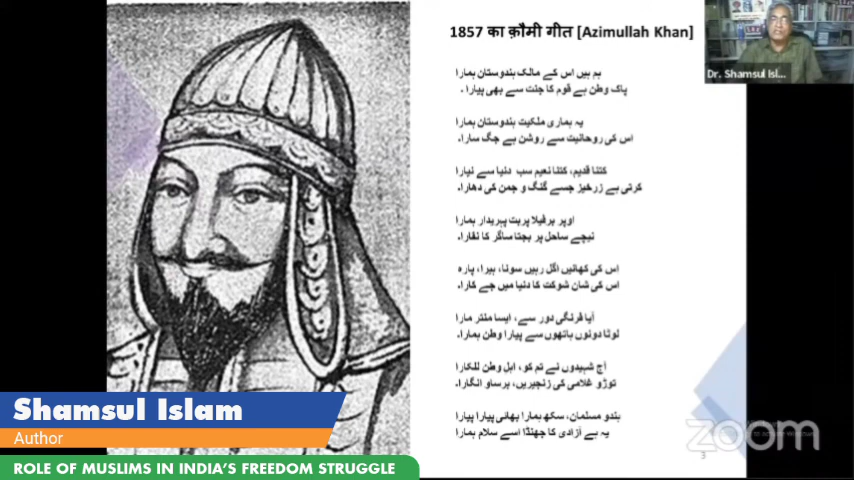 1857 का क़ौमी गीत [Azimullah Khan]
ہم ہیں اس کے مالک ہندوستان ہمارا
پاک وطن ہے قوم کا جنت سے بھی پیارا۔
یہ ہماری ملکیت ہندوستان ہمارا
اس کی روحانیت سے روشن ہے جگ سارا۔
کتنا قدیم، کتنا نعیم سب دنیا سے نیارا
کرتی ہے زرخیز جسے گنگ و جمن کی دھارا۔
اوپر برفیلا پربت پہریدار ہمارا
نیچے ساحل پر بجتا ساگر کا نقارا۔
اس کی کھانیں اگل رہیں سونا، ہیرا، پارہ
اس کی شان شوکت کا دنیا میں جے کارا۔
آیا فرنگی دور سے، ایسا منتر مارا
لوٹا دونوں ہاتھوں سے پیارا وطن ہمارا۔
آج شہیدوں نے تم کو، اہل وطن للکارا
توڑو غلامی کی زنجیریں، برساو انگارا۔
ہندو مسلمان، سکھ ہمارا بھائی پیارا پیارا
یہ ہے آزادی کا جھنڈا اسے سلام ہمارا۔
Dr. Shamsul Isl...
Shamsul Islam
Author
ROLE OF MUSLIMS IN INDIA'S FREEDOM STRUGGLE
zoom
3